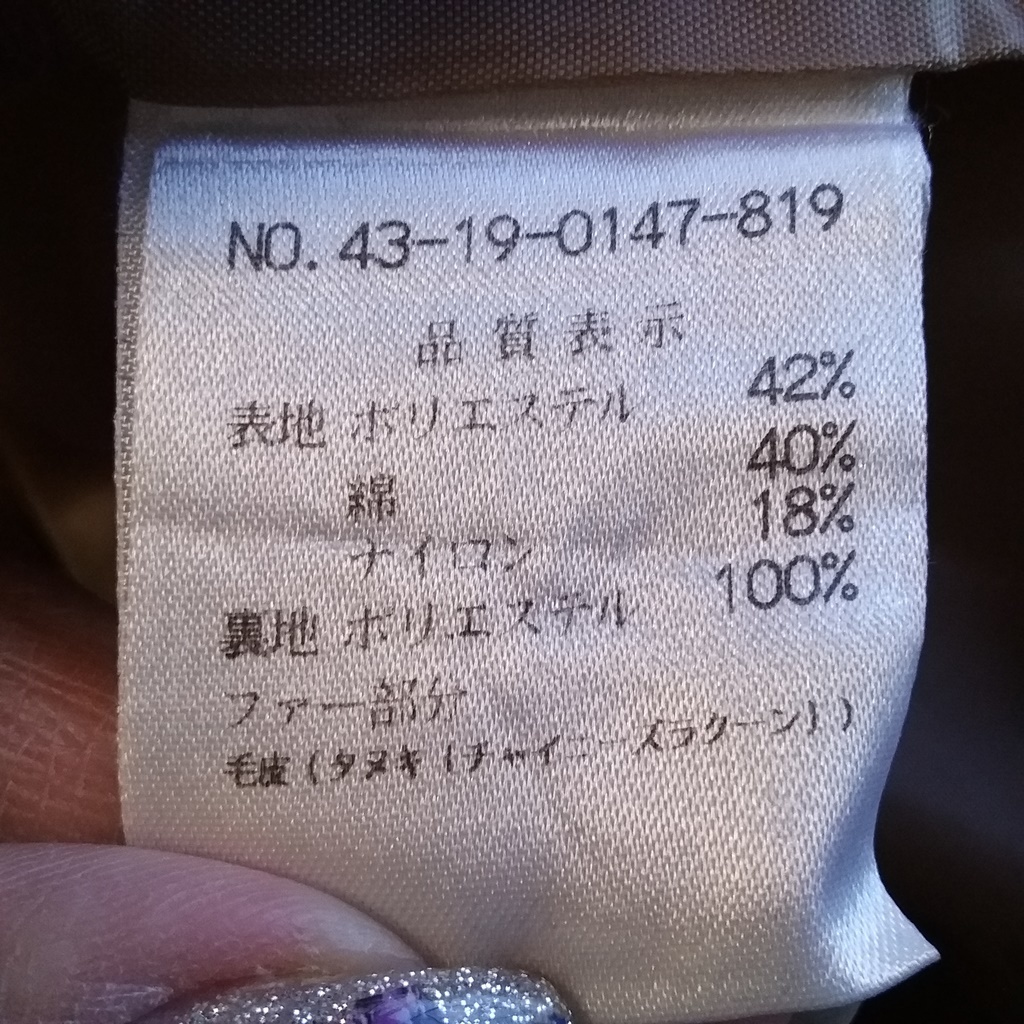 NO. 43-19-0147-819
品質表示
表地 ポリエステル 42%
綿 40%
ナイロン 18%
裏地 ポリエステル 100%
ファー部分
毛皮(タヌキ(チャイニーズラクーン))